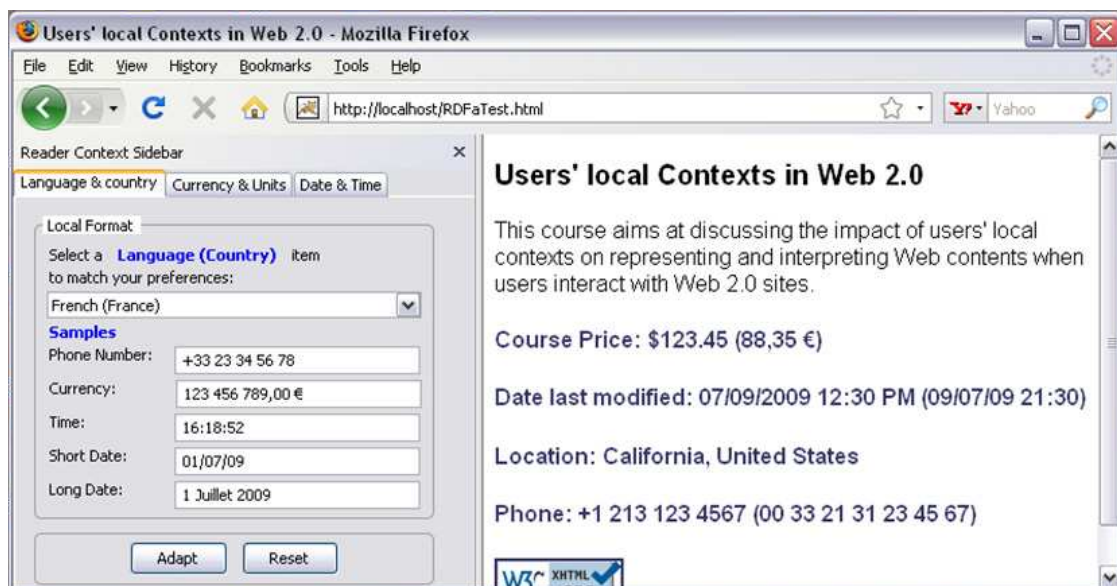 Users' local Contexts in Web 2.0 - Mozilla Firefox
File Edit View History Bookmarks Tools Help
http://localhost/RDFaTest.html
Yahoo
Reader Context Sidebar
Language & country Currency & Units Date & Time
Local Format
Select a Language (Country) item
to match your preferences:
French (France)
Samples
Phone Number: +33 23 34 56 78
Currency: 123 456 789,00 €
Time: 16:18:52
Short Date: 01/07/09
Long Date: 1 Juillet 2009
Adapt Reset
Users' local Contexts in Web 2.0
This course aims at discussing the impact of users' local
contexts on representing and interpreting Web contents when
users interact with Web 2.0 sites.
Course Price: $123.45 (88,35 €)
Date last modified: 07/09/2009 12:30 PM (09/07/09 21:30)
Location: California, United States
Phone: +1 213 123 4567 (00 33 21 31 23 45 67)
W3C XHTML